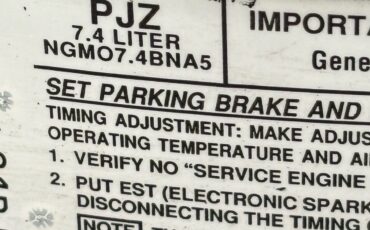 PJZ
7.4 LITER
NGMO7.4BNA5
IMPORTA
Gene
SET PARKING BRAKE AND
TIMING ADJUSTMENT: MAKE ADJUS
OPERATING TEMPERATURE AND AI
1. VERIFY NO “SERVICE ENGINE
2. PUT EST (ELECTRONIC SPARK
DISCONNECTING THE TIMING
NOTE